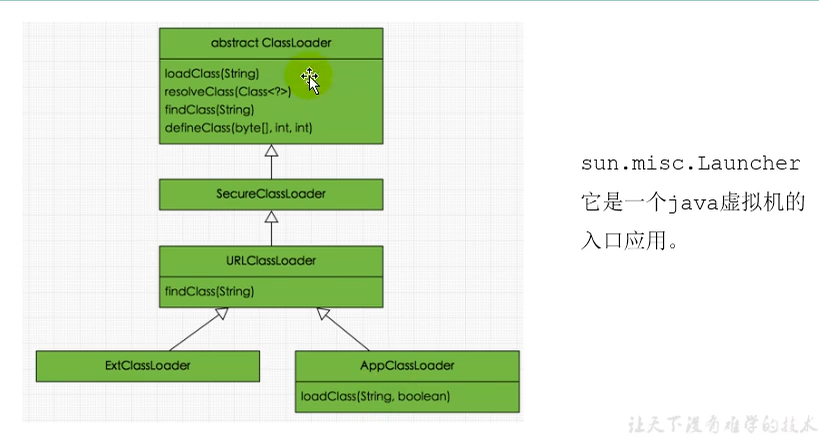 abstract ClassLoader
loadClass(String)
resolveClass(Class<?>)
findClass(String)
defineClass(byte[], int, int)
SecureClassLoader
URLClassLoader
findClass(String)
ExtClassLoader
AppClassLoader
loadClass(String, boolean)
sun.misc.Launcher
它是一个java虚拟机的
入口应用。
让天下没有难学的技术